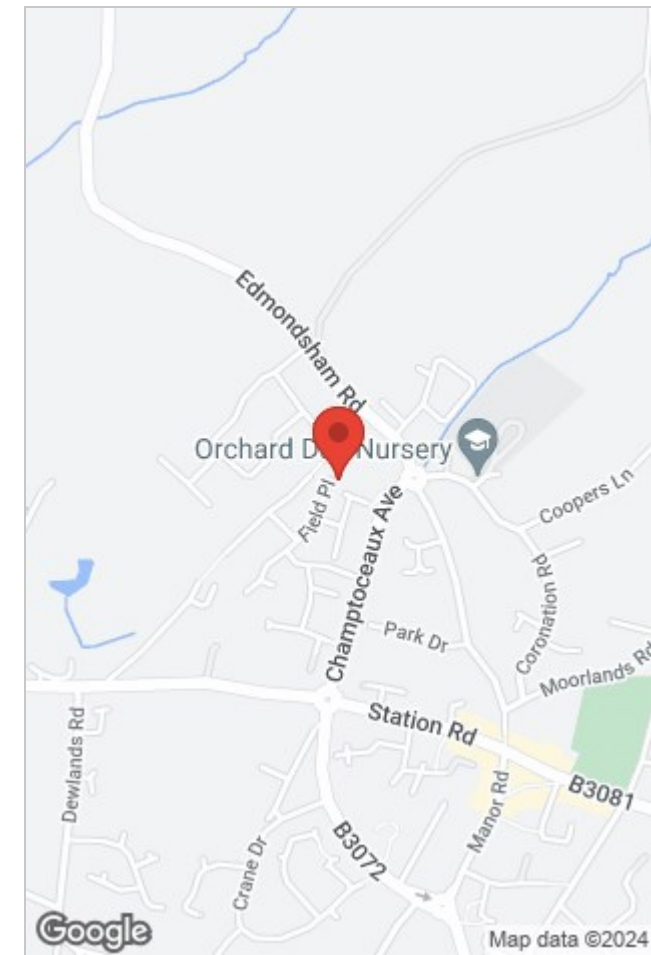 Edmondsham Rd
Orchard D
Nursery
Field Pl
Champtoceaux Ave
Coopers Ln
Coronation Rd
Park Dr
Moorlands Rd
Station Rd
Dewlands Rd
B3081
Manor Rd
Crane Dr
B3072
Google
Map data ©2024